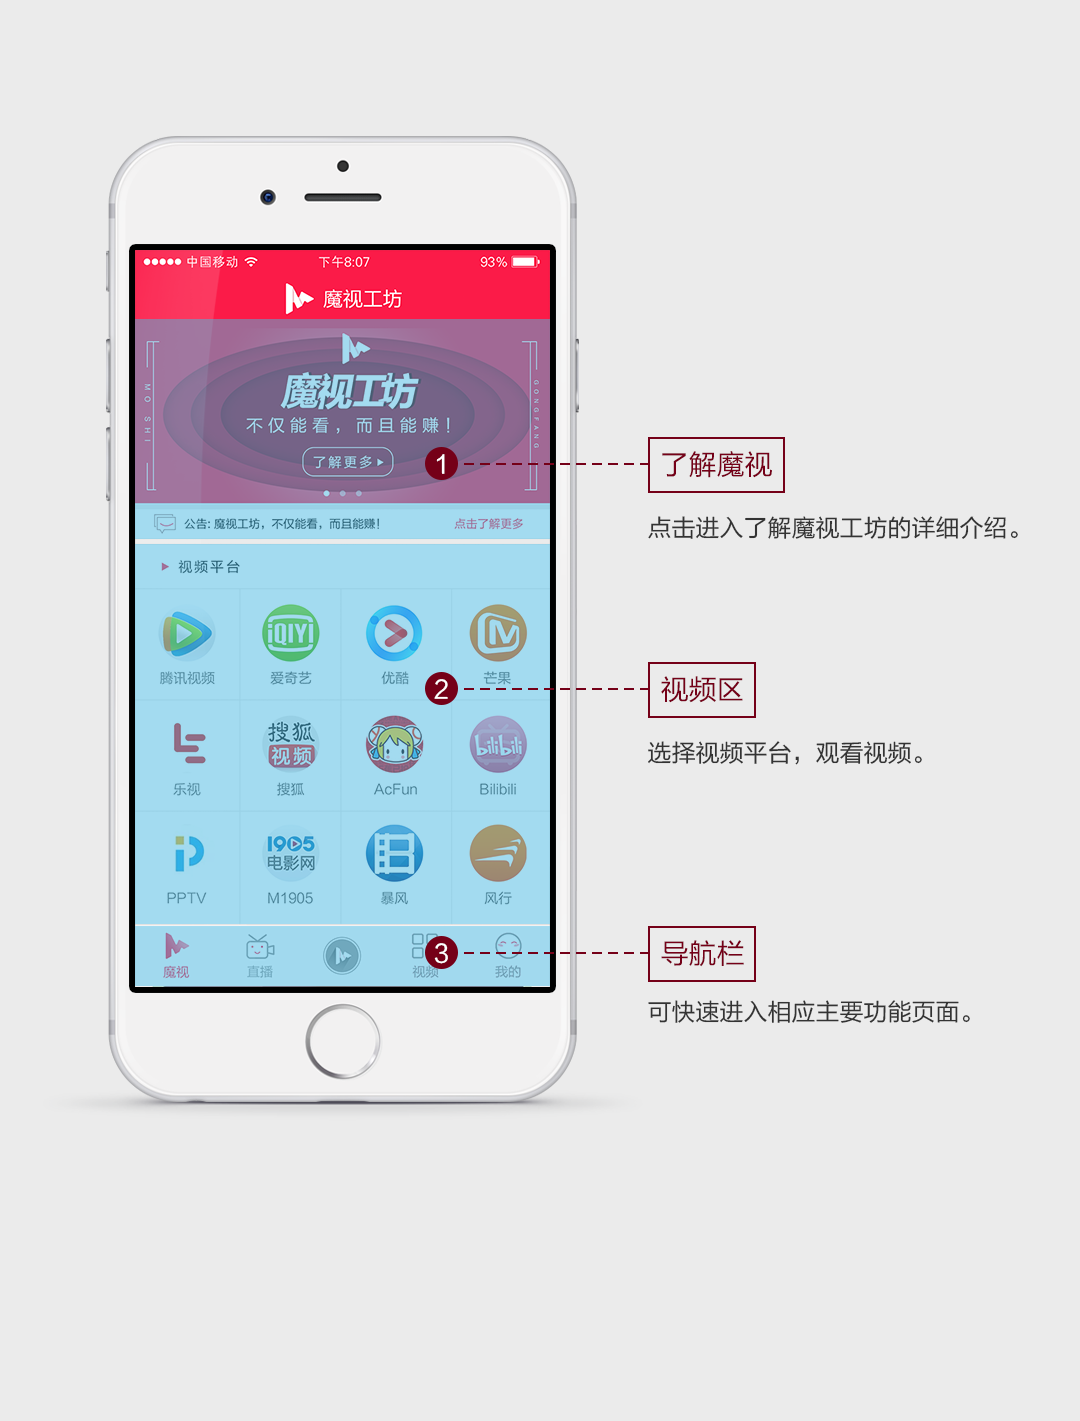 中国移动
下午8:07
93%
魔视工坊
MO SHI
GONGFANG
魔视工坊
不仅能看，而且能赚！
了解更多
1
了解魔视
点击进入了解魔视工坊的详细介绍。
公告: 魔视工坊，不仅能看，而且能赚！
点击了解更多
视频平台
iQIYI
腾讯视频
爱奇艺
优酷
芒果
2
视频区
选择视频平台，观看视频。
搜狐
视频
bilibili
乐视
搜狐
AcFun
Bilibili
1905
电影网
PPTV
M1905
暴风
风行
魔视
直播
视频
我的
3
导航栏
可快速进入相应主要功能页面。